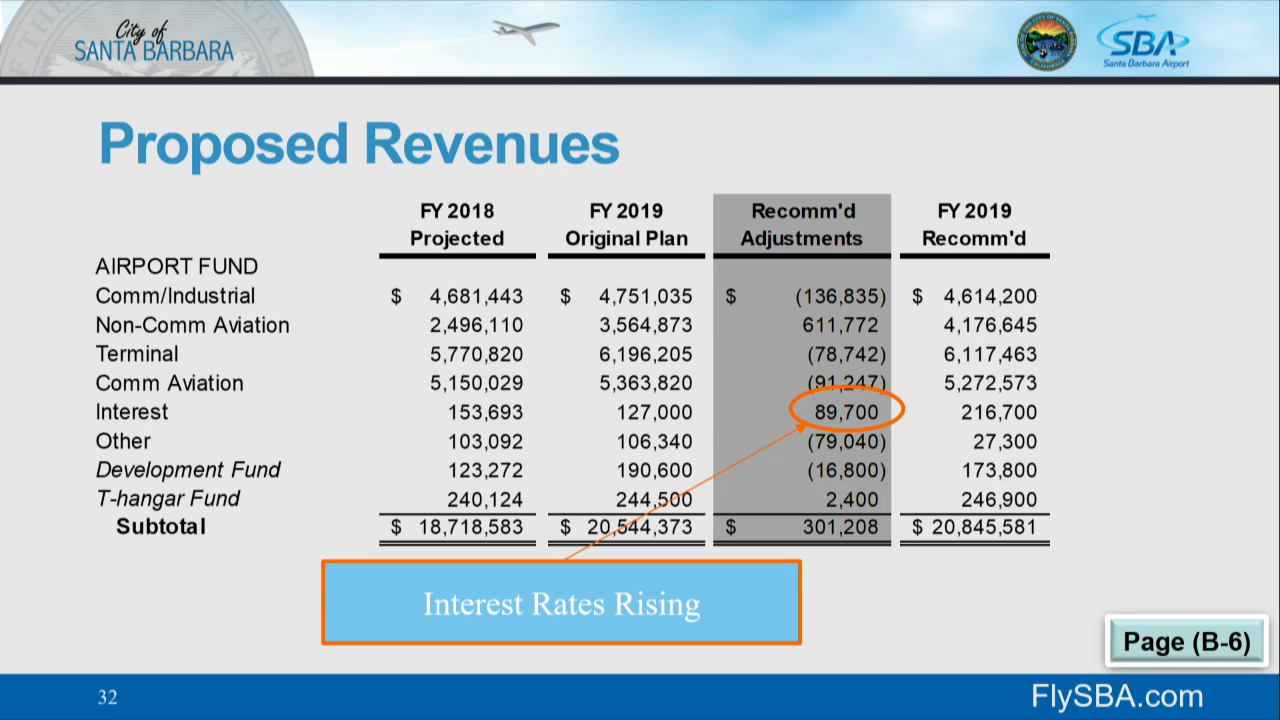 City of
SANTA BARBARA
SBA
Santa Barbara Airport
Proposed Revenues
FY 2018 FY 2019 Recomm'd FY 2019
Projected Original Plan Adjustments Recomm'd
AIRPORT FUND
Comm/Industrial $ 4,681,443 $ 4,751,035 $ (136,835) $ 4,614,200
Non-Comm Aviation 2,496,110 3,564,873 611,772 4,176,645
Terminal 5,770,820 6,196,205 (78,742) 6,117,463
Comm Aviation 5,150,029 5,363,820 (91,247) 5,272,573
Interest 153,693 127,000 89,700 216,700
Other 103,092 106,340 (79,040) 27,300
Development Fund 123,272 190,600 (16,800) 173,800
T-hangar Fund 240,124 244,500 2,400 246,900
Subtotal $ 18,718,583 $ 20,544,373 $ 301,208 $ 20,845,581
Interest Rates Rising
Page (B-6)
32
FlySBA.com